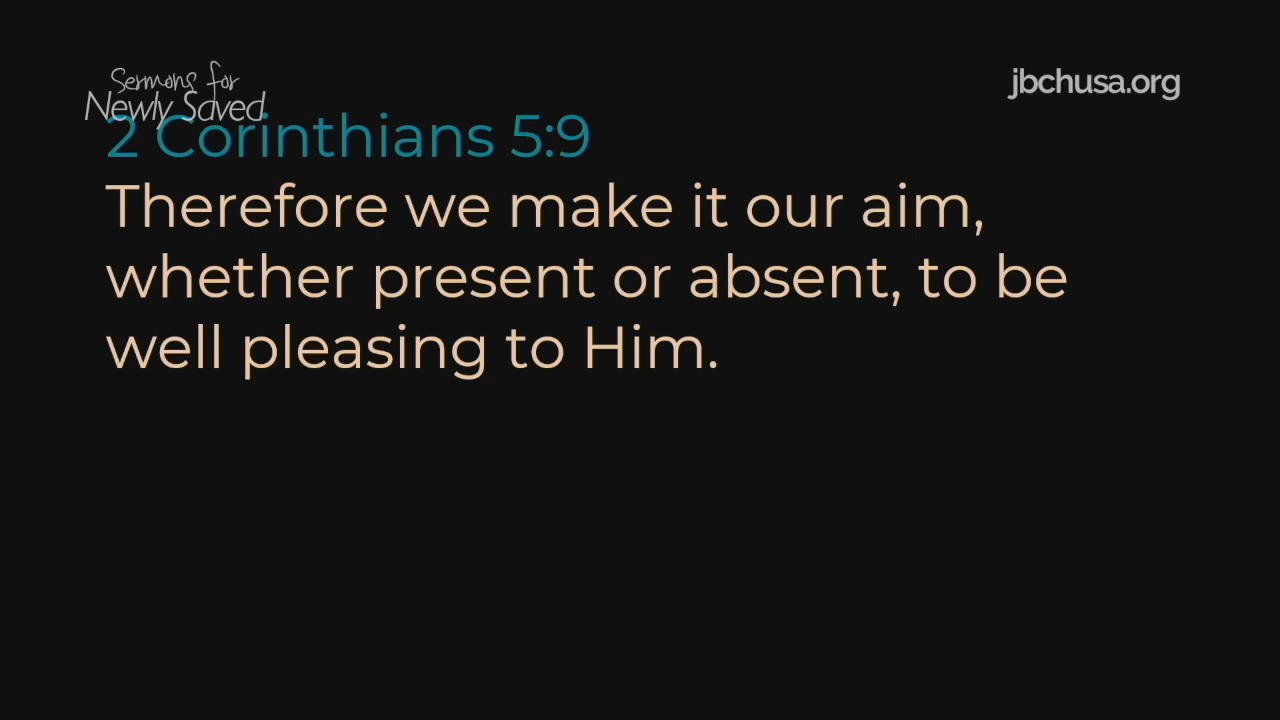 Sermons for
Newly Saved
jbchusa.org
2 Corinthians 5:9
Therefore we make it our aim,
whether present or absent, to be
well pleasing to Him.